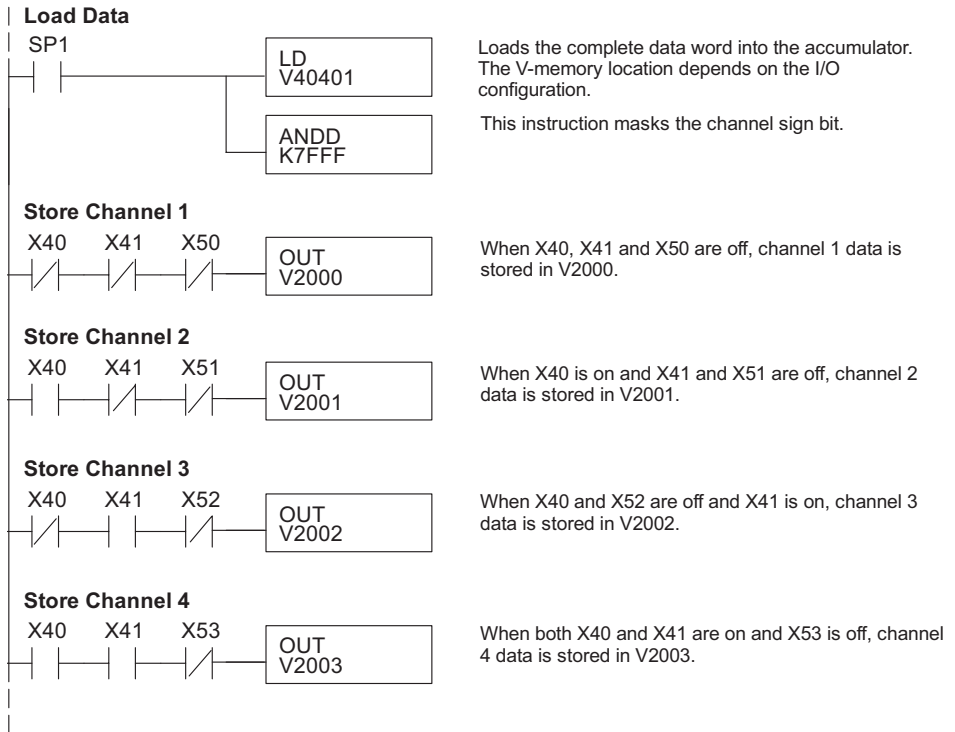 Load Data
SP1
LD
V40401
Loads the complete data word into the accumulator.
The V-memory location depends on the I/O
configuration.
ANDD
K7FFF
This instruction masks the channel sign bit.
Store Channel 1
X40 X41 X50
OUT
V2000
When X40, X41 and X50 are off, channel 1 data is
stored in V2000.
Store Channel 2
X40 X41 X51
OUT
V2001
When X40 is on and X41 and X51 are off, channel 2
data is stored in V2001.
Store Channel 3
X40 X41 X52
OUT
V2002
When X40 and X52 are off and X41 is on, channel 3
data is stored in V2002.
Store Channel 4
X40 X41 X53
OUT
V2003
When both X40 and X41 are on and X53 is off, channel
4 data is stored in V2003.